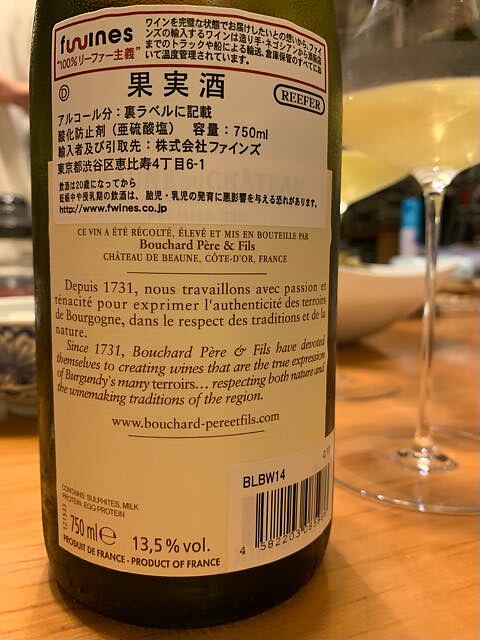 fwines
"100%リーファー主義"
ワインを完璧な状態でお届けしたいとの想いから、ファイ
ンズの輸入するワインは造り手・ネゴシアンから酒販店
までのトラックや船による輸送、倉庫保管のすべてに於
いて温度管理されています。
D
果実酒
REEFER
アルコール分：裏ラベルに記載
酸化防止剤（亜硫酸塩） 容量：750ml
輸入者及び引取先：株式会社ファインズ
東京都渋谷区恵比寿4丁目6-1
飲酒は20歳になってから
妊娠中や授乳期の飲酒は、胎児・乳児の発育に悪影響を与える恐れがあります。
http://www.fwines.co.jp
CE VIN A ÉTÉ RÉCOLTÉ, ÉLEVÉ ET MIS EN BOUTEILLE PAR
Bouchard Père & Fils
CHÂTEAU DE BEAUNE, CÔTE-D'OR, FRANCE
Depuis 1731, nous travaillons avec passion et
ténacité pour exprimer l'authenticité des terroirs
de Bourgogne, dans le respect des traditions et de la
nature.
Since 1731, Bouchard Père & Fils have devoted
themselves to creating wines that are the true expression
of Burgundy's many terroirs... respecting both nature and
the winemaking traditions of the region.
www.bouchard-pereetfils.com
CONTAINS: SULPHITES, MILK
PROTEIN, EGG PROTEIN
750 ml e
13,5 % vol.
PRODUIT DE FRANCE - PRODUCT OF FRANCE
BLBW14
4 582203